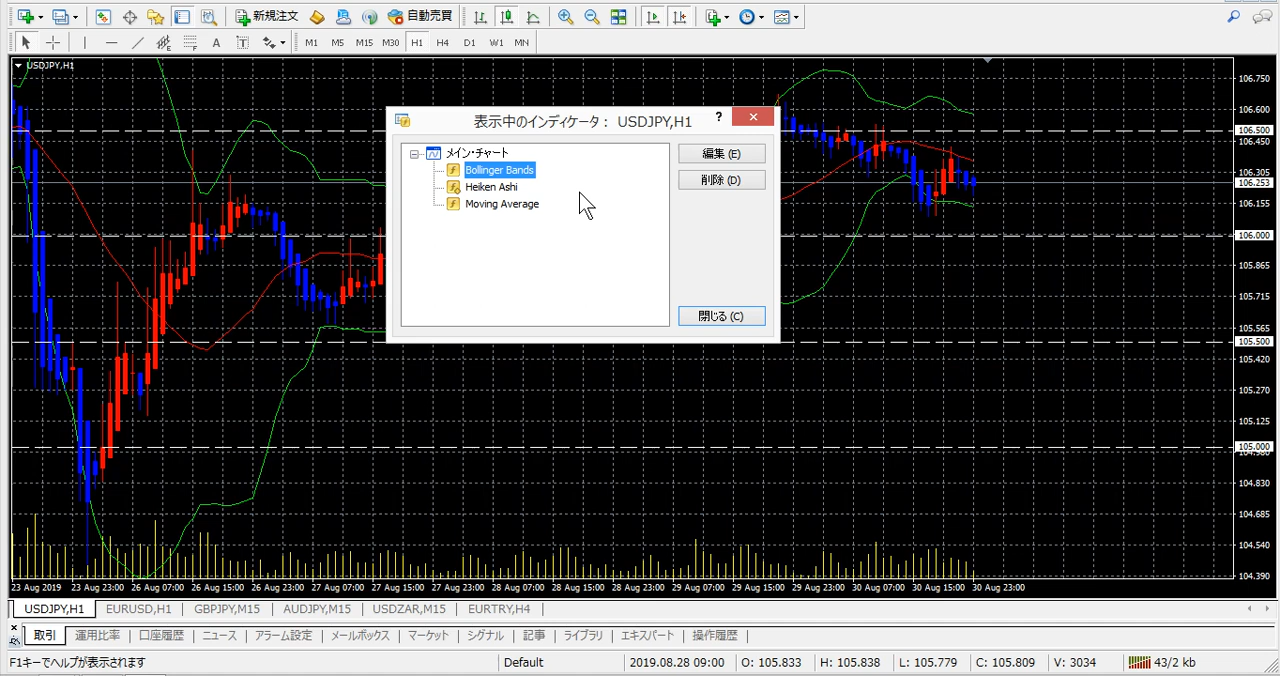 新規注文 自動売買
A T
M1 M5 M15 M30 H1 H4 D1 W1 MN
USDJPY,H1
表示中のインディケータ： USDJPY,H1 ?
メイン・チャート
Bollinger Bands
Heiken Ashi
Moving Average
編集 (E)
削除 (D)
閉じる (C)
106.750
106.600
106.500
106.450
106.305
106.253
106.155
106.000
105.865
105.715
105.565
105.500
105.420
105.270
105.125
105.000
104.980
104.830
104.685
104.540
104.390
23 Aug 2019 23 Aug 23:00 26 Aug 07:00 26 Aug 15:00 26 Aug 23:00 27 Aug 07:00 27 Aug 15:00 27 Aug 23:00 28 Aug 07:00 28 Aug 15:00 28 Aug 23:00 29 Aug 07:00 29 Aug 15:00 29 Aug 23:00 30 Aug 07:00 30 Aug 15:00 30 Aug 23:00
USDJPY,H1 EURUSD,H1 GBPJPY,M15 AUDJPY,M15 USDZAR,M15 EURTRY,H4
取引 運用比率 口座履歴 ニュース アラーム設定 メールボックス マーケット シグナル 記事 ライブラリ エキスパート 操作履歴
F1キーでヘルプが表示されます Default 2019.08.28 09:00 O: 105.833 H: 105.838 L: 105.779 C: 105.809 V: 3034 43/2 kb